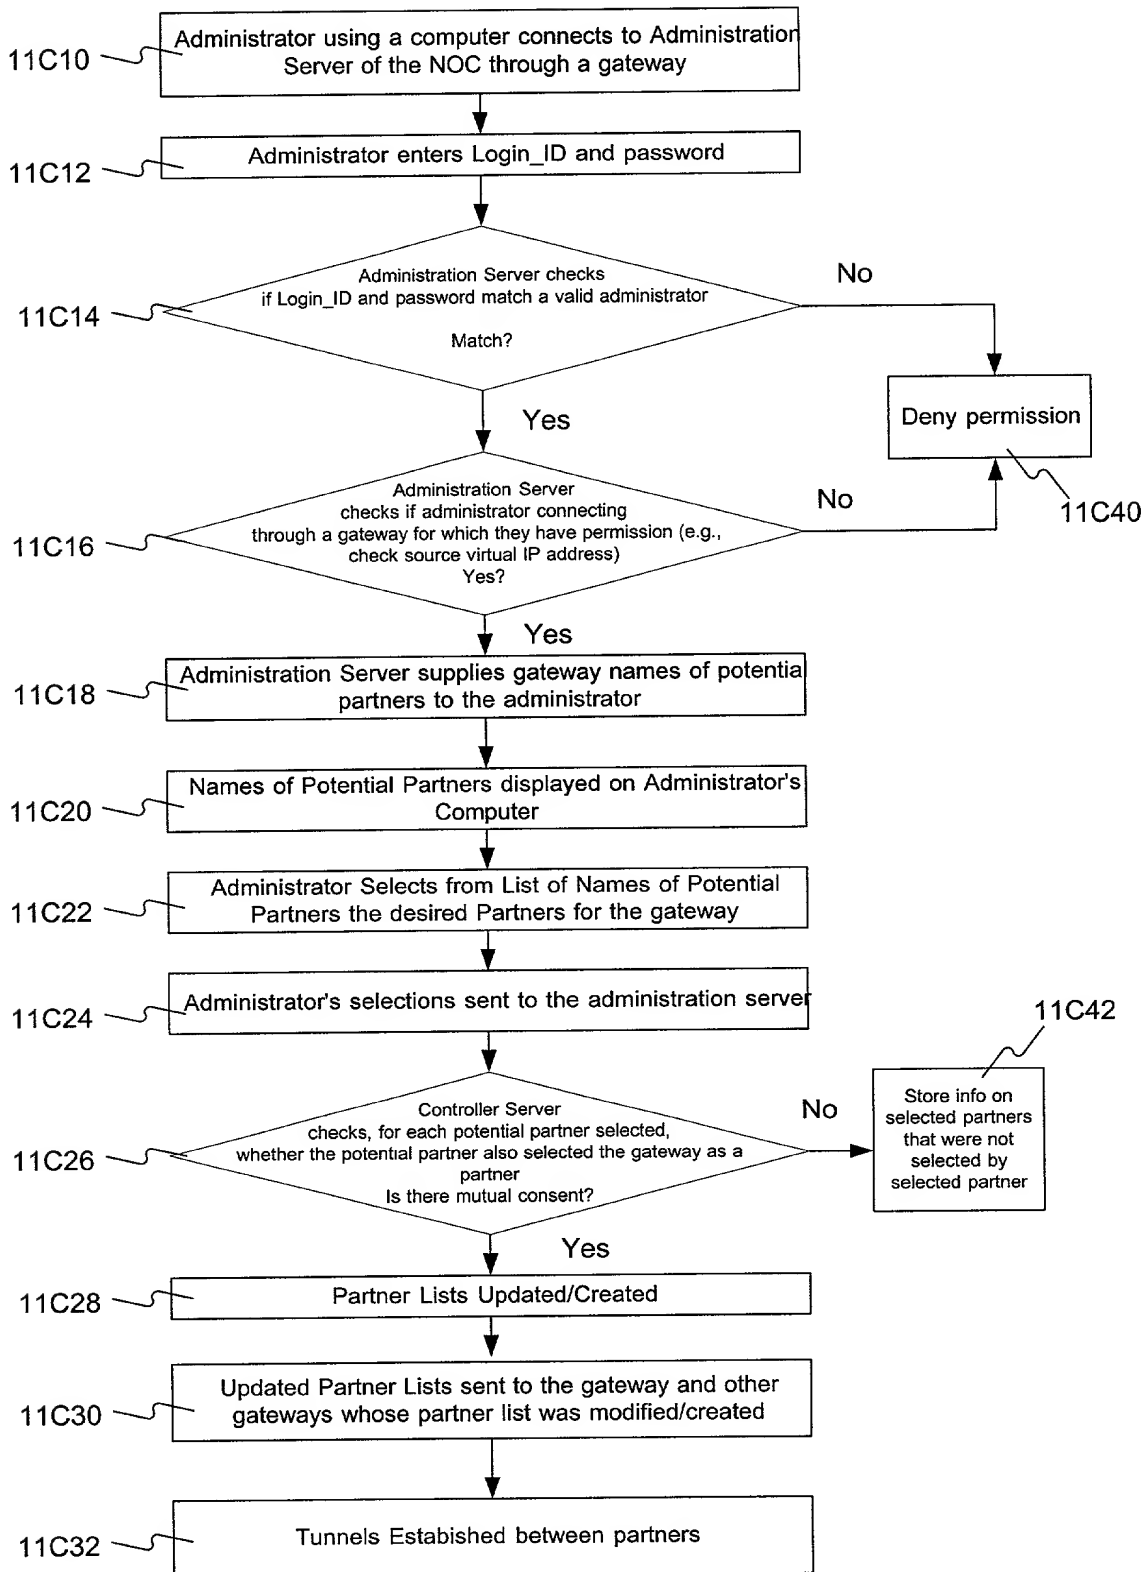 11C10
Administrator using a computer connects to Administration
Server of the NOC through a gateway
11C12
Administrator enters Login_ID and password
11C14
Administration Server checks
if Login_ID and password match a valid administrator
Match?
No
Yes
Deny permission
11C40
11C16
Administration Server
checks if administrator connecting
through a gateway for which they have permission (e.g.,
check source virtual IP address)
Yes?
No
Yes
11C18
Administration Server supplies gateway names of potential
partners to the administrator
11C20
Names of Potential Partners displayed on Administrator's
Computer
11C22
Administrator Selects from List of Names of Potential
Partners the desired Partners for the gateway
11C24
Administrator's selections sent to the administration server
11C26
Controller Server
checks, for each potential partner selected,
whether the potential partner also selected the gateway as a
partner
Is there mutual consent?
No
Yes
11C42
Store info on
selected partners
that were not
selected by
selected partner
11C28
Partner Lists Updated/Created
11C30
Updated Partner Lists sent to the gateway and other
gateways whose partner list was modified/created
11C32
Tunnels Estabished between partners